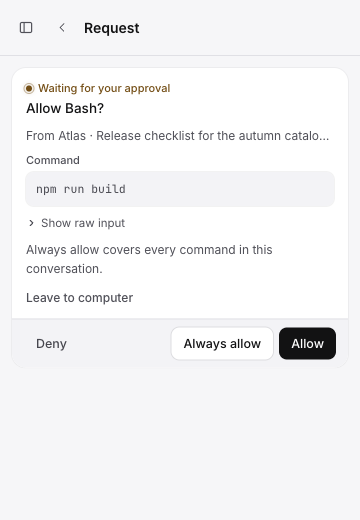 Request
Waiting for your approval
Allow Bash?
From Atlas · Release checklist for the autumn catalo...
Command
npm run build
Show raw input
Always allow covers every command in this
conversation.
Leave to computer
Deny
Always allow
Allow